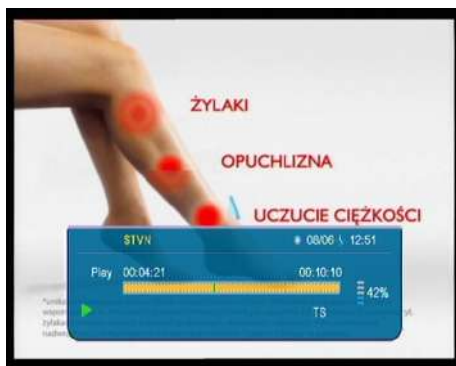 ŻYLAKI
OPUCHLIZNA
UCZUCIE CIĘŻKOŚCI
STVN 08/06 12:51
Play 00:04:21 00:10:10
42%
TS